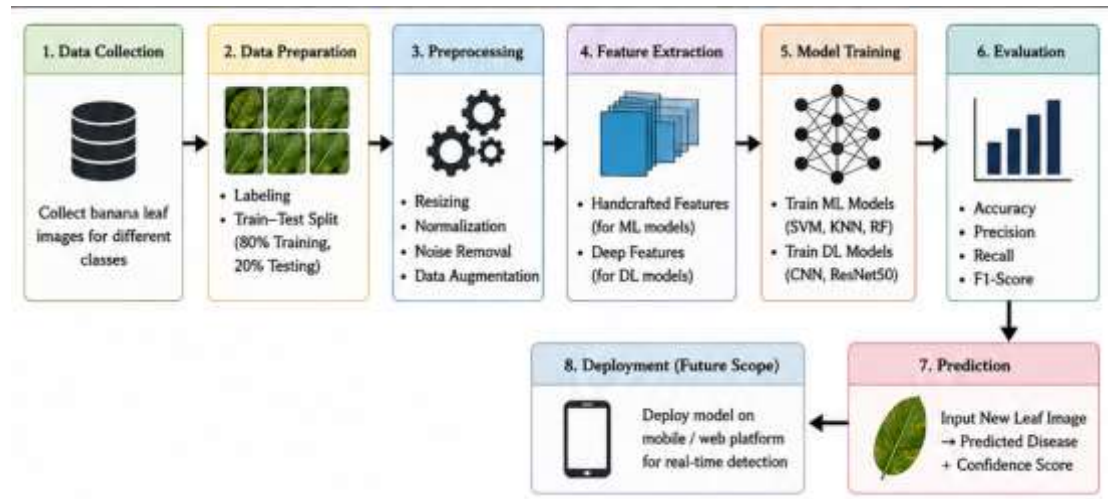 1. Data Collection
Collect banana leaf
images for different
classes
2. Data Preparation
• Labeling
• Train–Test Split
(80% Training,
20% Testing)
3. Preprocessing
• Resizing
• Normalization
• Noise Removal
• Data Augmentation
4. Feature Extraction
• Handcrafted Features
(for ML models)
• Deep Features
(for DL models)
5. Model Training
• Train ML Models
(SVM, KNN, RF)
• Train DL Models
(CNN, ResNet50)
6. Evaluation
• Accuracy
• Precision
• Recall
• F1-Score
7. Prediction
Input New Leaf Image
→ Predicted Disease
+ Confidence Score
8. Deployment (Future Scope)
Deploy model on
mobile / web platform
for real-time detection